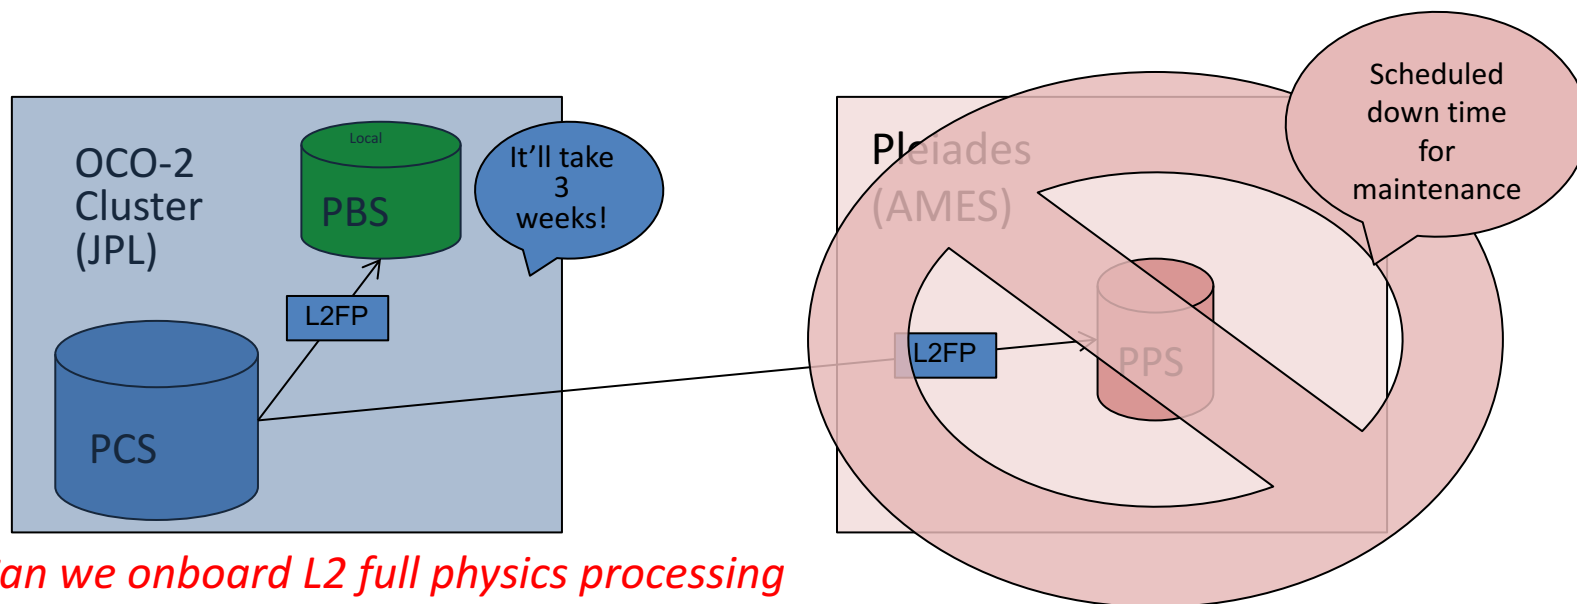 OCO-2
Cluster
(JPL)
Local
PBS
It'll take
3
weeks!
L2FP
PCS
Pleiades
(AMES)
L2FP
PPS
Scheduled
down time
for
maintenance
an we onboard L2 full physics processing